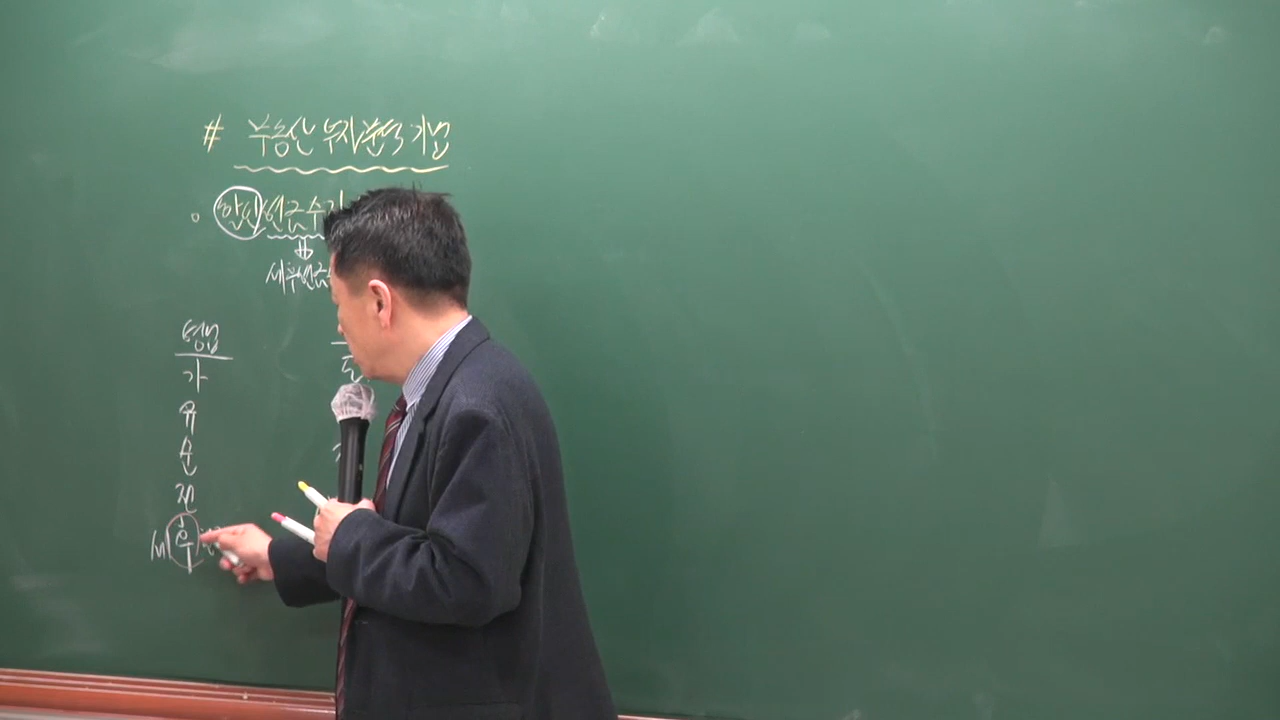 # 부동산 투자분석기법
할인현금수지
세후현금
영업
가
유
순
전
세후